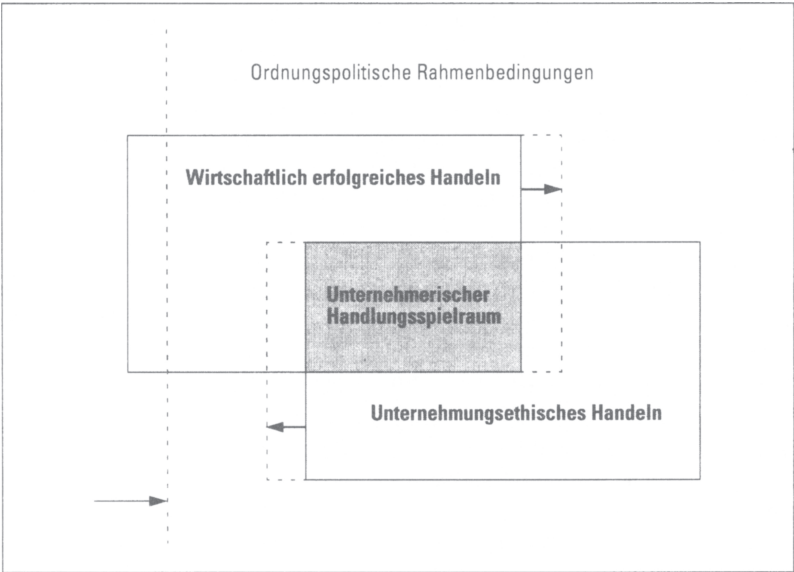 Ordnungspolitische Rahmenbedingungen
Wirtschaftlich erfolgreiches Handeln
Unternehmerischer
Handlungsspielraum
Unternehmungsethisches Handeln